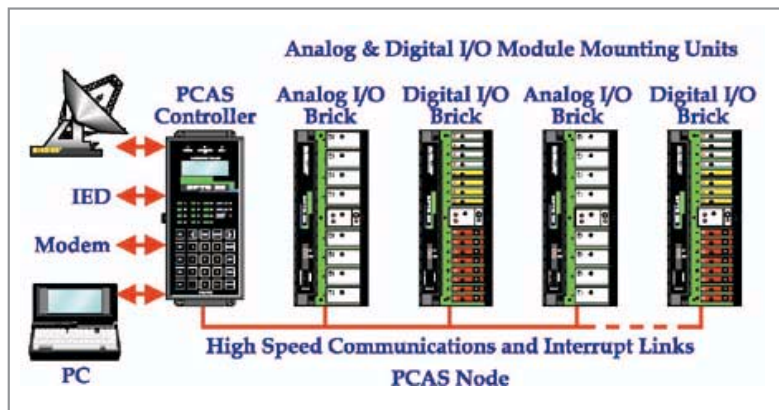 Analog & Digital I/O Module Mounting Units
PCAS
Controller
Analog I/O
Brick
Digital I/O
Brick
Analog I/O
Brick
Digital I/O
Brick
IED
Modem
PC
High Speed Communications and Interrupt Links
PCAS Node